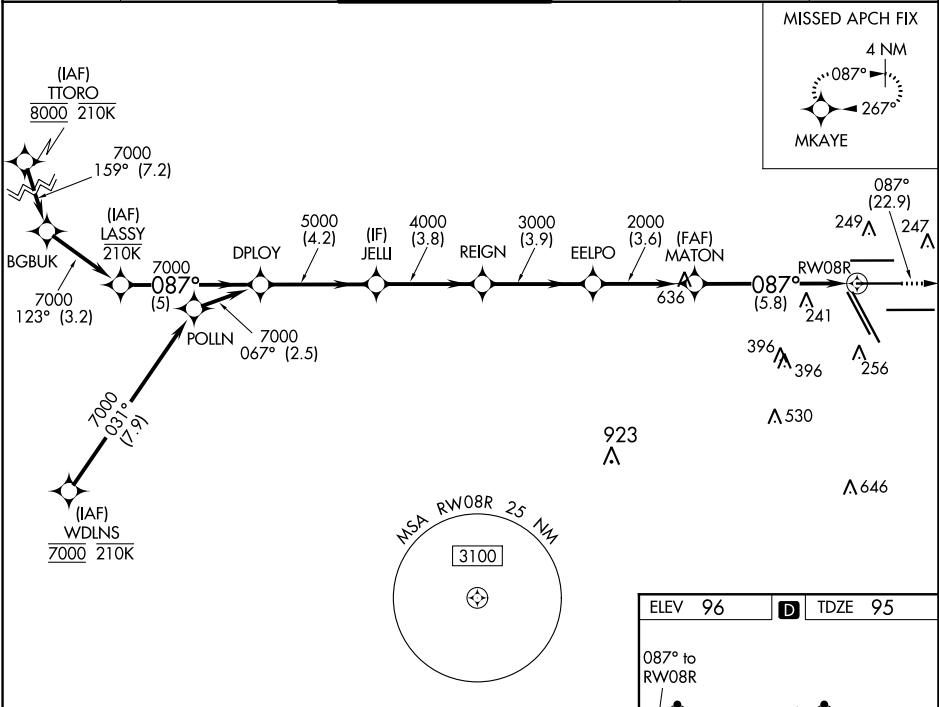 MISSED APCH FIX
4 NM
087°
267°
MKAYE
(IAF)
TTORO
8000 210K
7000
159° (7.2)
BGBUK
7000
123° (3.2)
(IAF)
LASSY
210K
7000
087°
(5)
DPLOY
POLLN
7000
067° (2.5)
7000
031°
(7.9)
(IAF)
WDLNS
7000 210K
5000
(4.2)
(IF)
JELLI
4000
(3.8)
REIGN
3000
(3.9)
EELPO
2000
(3.6)
(FAF)
MATON
636
087°
(5.8)
RW08R
087°
(22.9)
249
247
241
396
396
256
530
923
646
MSA RW08R 25 NM
3100
ELEV 96
D
TDZE 95
087° to
RW08R